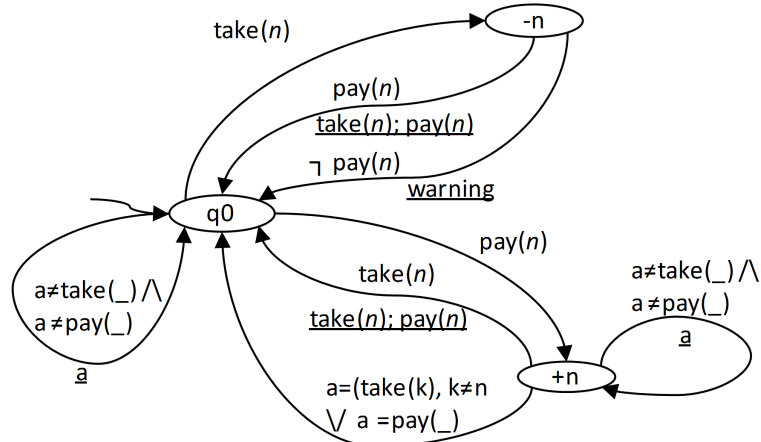 -n
take(n)
pay(n)
take(n); pay(n)
┐ pay(n)
warning
q0
pay(n)
take(n)
take(n); pay(n)
a≠take(_) /\
a ≠pay(_)
a
a≠take(_) /\
a ≠pay(_)
a
+n
a=(take(k), k≠n
\/ a =pay(_)